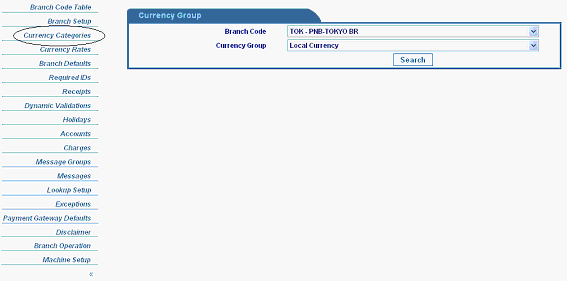 Branch Code Table
Branch Setup
Currency Categories
Currency Rates
Branch Defaults
Required IDs
Receipts
Dynamic Validations
Holidays
Accounts
Charges
Message Groups
Messages
Lookup Setup
Exceptions
Payment Gateway Defaults
Disclaimer
Branch Operation
Machine Setup
«
Currency Group
Branch Code TOK - PNB-TOKYO BR
Currency Group Local Currency
Search